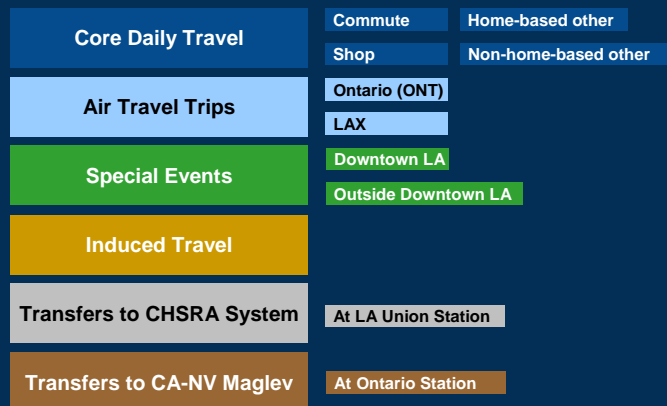 Core Daily Travel
Commute
Home-based other
Shop
Non-home-based other
Air Travel Trips
Ontario (ONT)
LAX
Special Events
Downtown LA
Outside Downtown LA
Induced Travel
Transfers to CHSRA System
At LA Union Station
Transfers to CA-NV Maglev
At Ontario Station